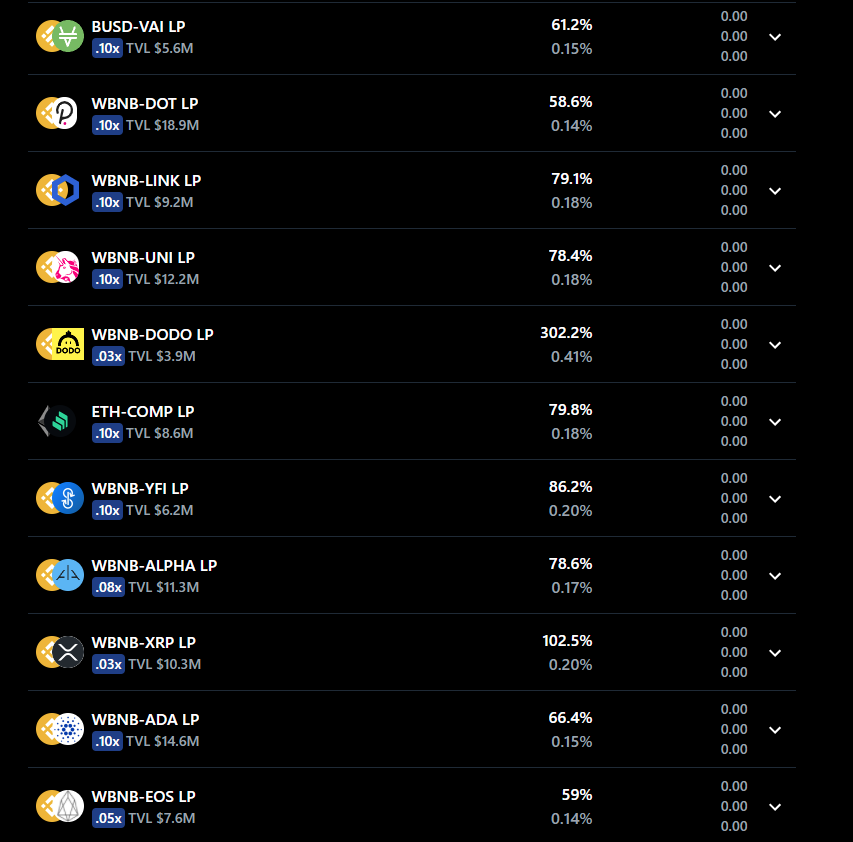 BUSD-VAI LP
.10x TVL $5.6M
61.2%
0.15%
0.00
0.00
0.00
WBNB-DOT LP
.10x TVL $18.9M
58.6%
0.14%
0.00
0.00
0.00
WBNB-LINK LP
.10x TVL $9.2M
79.1%
0.18%
0.00
0.00
0.00
WBNB-UNI LP
.10x TVL $12.2M
78.4%
0.18%
0.00
0.00
0.00
DODO
WBNB-DODO LP
.03x TVL $3.9M
302.2%
0.41%
0.00
0.00
0.00
ETH-COMP LP
.10x TVL $8.6M
79.8%
0.18%
0.00
0.00
0.00
WBNB-YFI LP
.10x TVL $6.2M
86.2%
0.20%
0.00
0.00
0.00
WBNB-ALPHA LP
.08x TVL $11.3M
78.6%
0.17%
0.00
0.00
0.00
WBNB-XRP LP
.03x TVL $10.3M
102.5%
0.20%
0.00
0.00
0.00
WBNB-ADA LP
.10x TVL $14.6M
66.4%
0.15%
0.00
0.00
0.00
WBNB-EOS LP
.05x TVL $7.6M
59%
0.14%
0.00
0.00
0.00